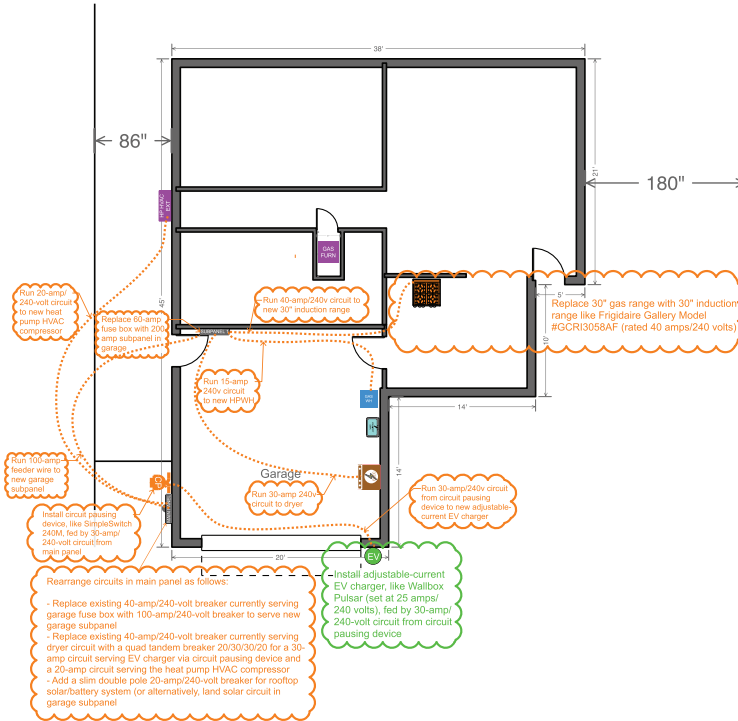 38'
86"
180"
21'
45'
HP HVAC
EXT
GAS
FURN
Run 20-amp/
240-volt circuit
to new heat
pump HVAC
compressor
Replace 60-amp
fuse box with 200
amp subpanel in
garage
Run 40-amp/240v circuit to
new 30" induction range
5'
Replace 30" gas range with 30" induction
range like Frigidaire Gallery Model
#GCRI3058AF (rated 40 amps/240 volts)
10'
SUBPANEL
Run 15-amp
240v circuit
to new HPWH
WH
14'
14'
Run 100-amp
feeder wire to
new garage
subpanel
Garage
Run 30-amp 240v
circuit to dryer
Run 30-amp/240v circuit
from circuit pausing
device to new adjustable-
current EV charger
CP
Install circuit pausing
device, like SimpleSwitch
240M, fed by 30-amp/
240-volt circuit from
main panel
20'
EV
Install adjustable-current
EV charger, like Wallbox
Pulsar (set at 25 amps/
240 volts), fed by 30-amp/
240-volt circuit from circuit
pausing device
Rearrange circuits in main panel as follows:
- Replace existing 40-amp/240-volt breaker currently serving
garage fuse box with 100-amp/240-volt breaker to serve new
garage subpanel
- Replace existing 40-amp/240-volt breaker currently serving
dryer circuit with a quad tandem breaker 20/30/30/20 for a 30-
amp circuit serving EV charger via circuit pausing device and
a 20-amp circuit serving the heat pump HVAC compressor
- Add a slim double pole 20-amp/240-volt breaker for rooftop
solar/battery system (or alternatively, land solar circuit in
garage subpanel